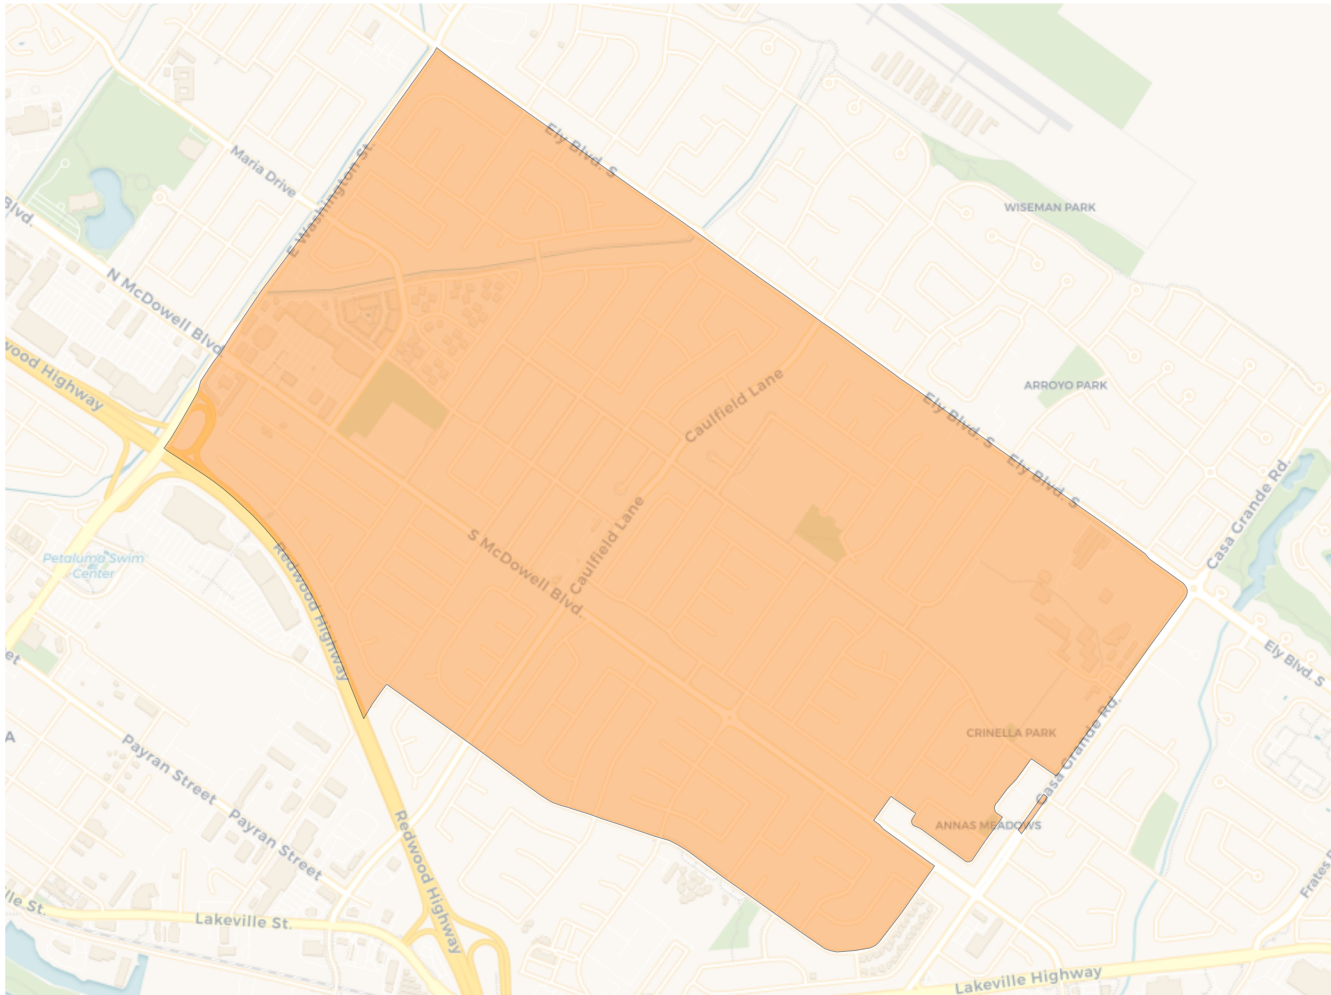 Ely Blvd. S
Maria Drive
E Washington St.
WISEMAN PARK
Blvd.
N McDowell Blvd
wood Highway
Caulfield Lane
ARROYO PARK
Ely Blvd. S
Ely Blvd. S
Casa Grande Rd.
Caulfield Lane
S McDowell Blvd.
Petaluma Swim
Center
Redwood Highway
et
Ely Blvd. S
A
Payran Street
CRINELLA PARK
Casa Grande Rd.
Payran Street
ANNAS MEADOWS
Redwood Highway
Frates
lle St.
Lakeville St.
Lakeville Highway